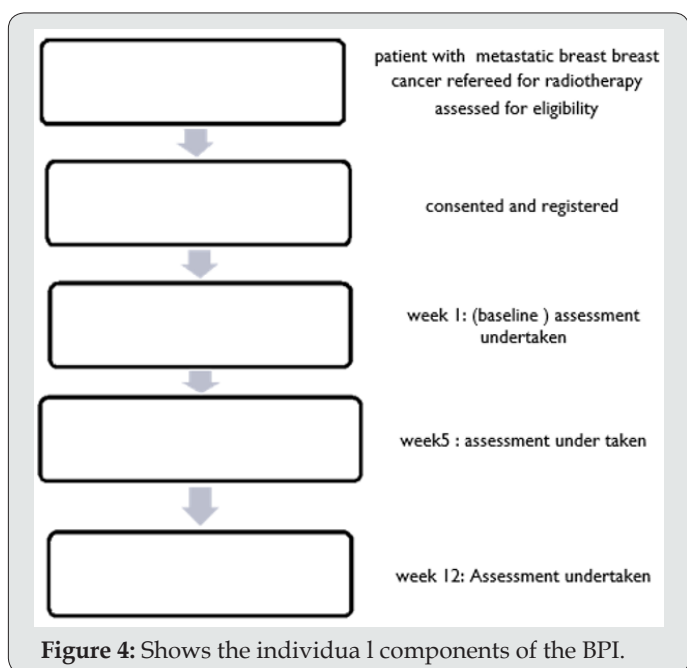 patient with metastatic breast breast
cancer refereed for radiotherapy
assessed for eligibility
consented and registered
week 1: (baseline ) assessment
undertaken
week5 : assessment under taken
week 12: Assessment undertaken
Figure 4: Shows the individua l components of the BPI.